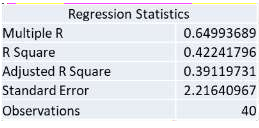 Regression Statistics
Multiple R 0.64993689
R Square 0.42241796
Adjusted R Square 0.39119731
Standard Error 2.21640967
Observations 40